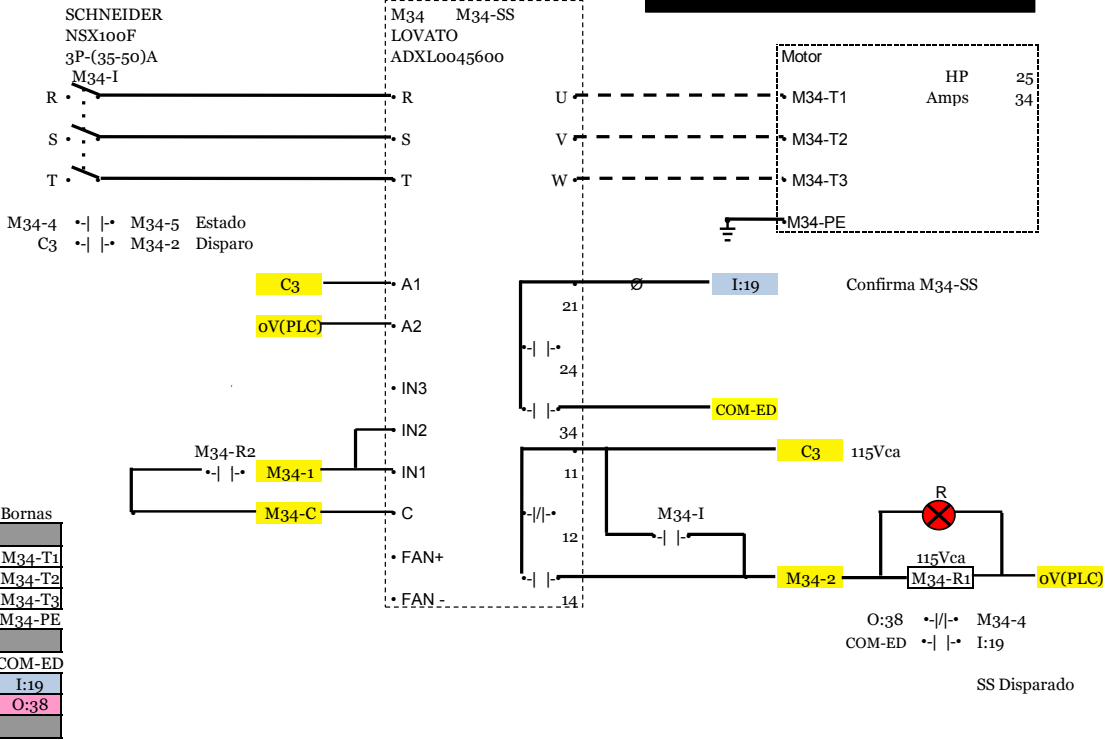 SCHNEIDER
NSX100F
3P-(35-50)A
M34-I
M34 M34-SS
LOVATO
ADXL0045600
Motor
HP 25
Amps 34
R R U M34-T1
S S V M34-T2
T T W M34-T3
M34-PE
M34-4 •-| |-• M34-5 Estado
C3 •-| |-• M34-2 Disparo
C3 A1 I:19 Confirma M34-SS
21
0V(PLC) A2
•-| |-•
24
IN3
•-| |-• COM-ED
IN2 34
M34-R2 C3 115Vca
•-| |-• M34-1 IN1 11
M34-C C •-|/|-• M34-I R
12 •-| |-•
FAN+ 115Vca
•-| |-• M34-2 M34-R1 0V(PLC)
FAN - 14
O:38 •-|/|-• M34-4
COM-ED •-| |-• I:19
SS Disparado
Bornas
M34-T1
M34-T2
M34-T3
M34-PE
COM-ED
I:19
O:38